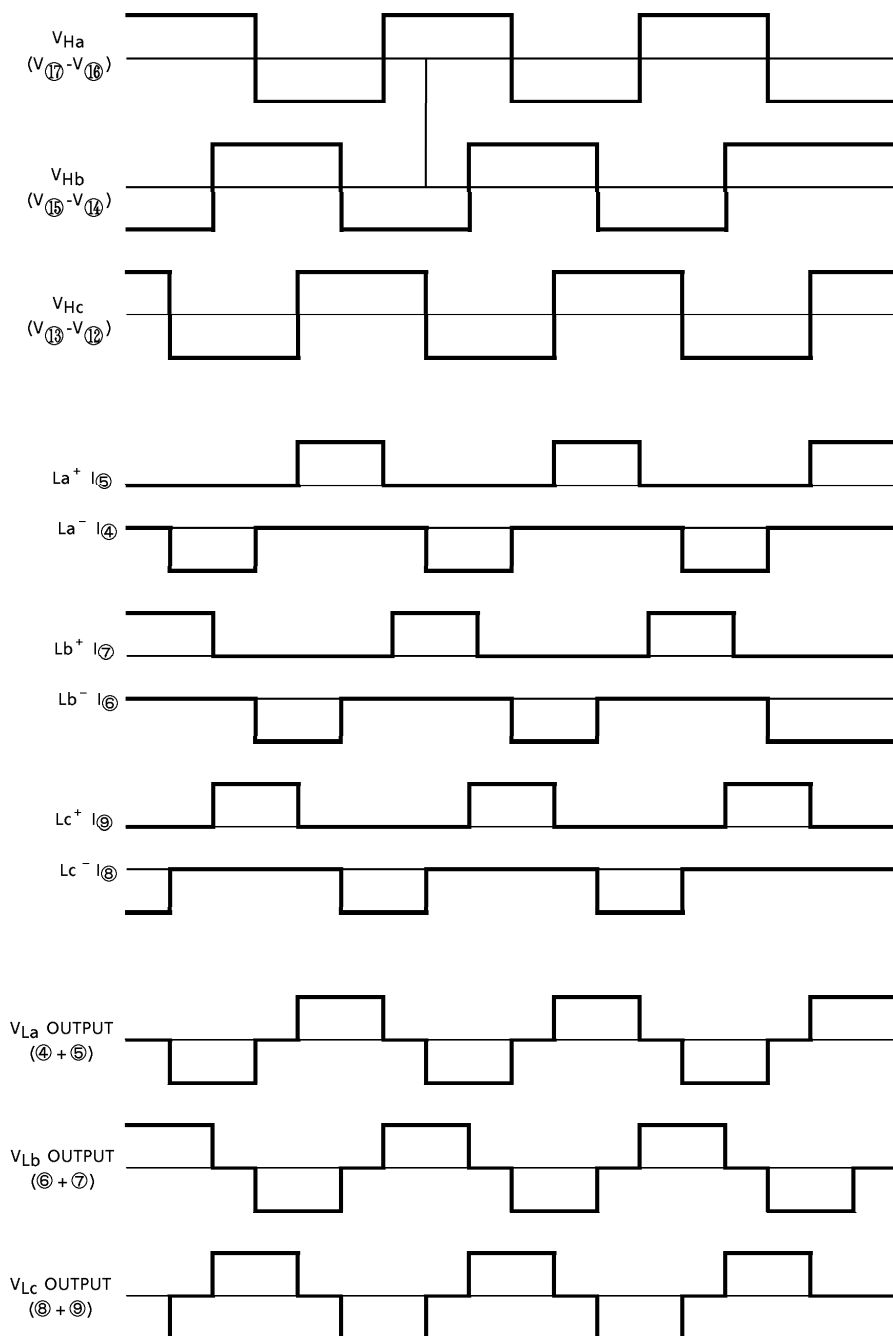 VHa
(V⑰-V⑯)
VHb
(V⑮-V⑭)
VHc
(V⑬-V⑫)
La+ I⑤
La− I④
Lb+ I⑦
Lb− I⑥
Lc+ I⑨
Lc− I⑧
VLa OUTPUT
(④+⑤)
VLb OUTPUT
(⑥+⑦)
VLc OUTPUT
(⑧+⑨)